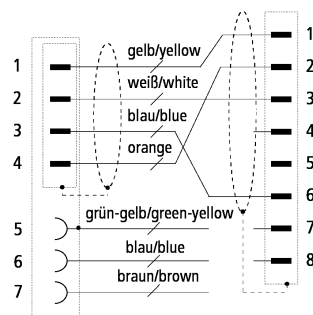 gelb/yellow
1
1
weiß/white
2
2
blau/blue
3
3
orange
4
4
5
6
grün-gelb/green-yellow
5
7
blau/blue
6
8
braun/brown
7